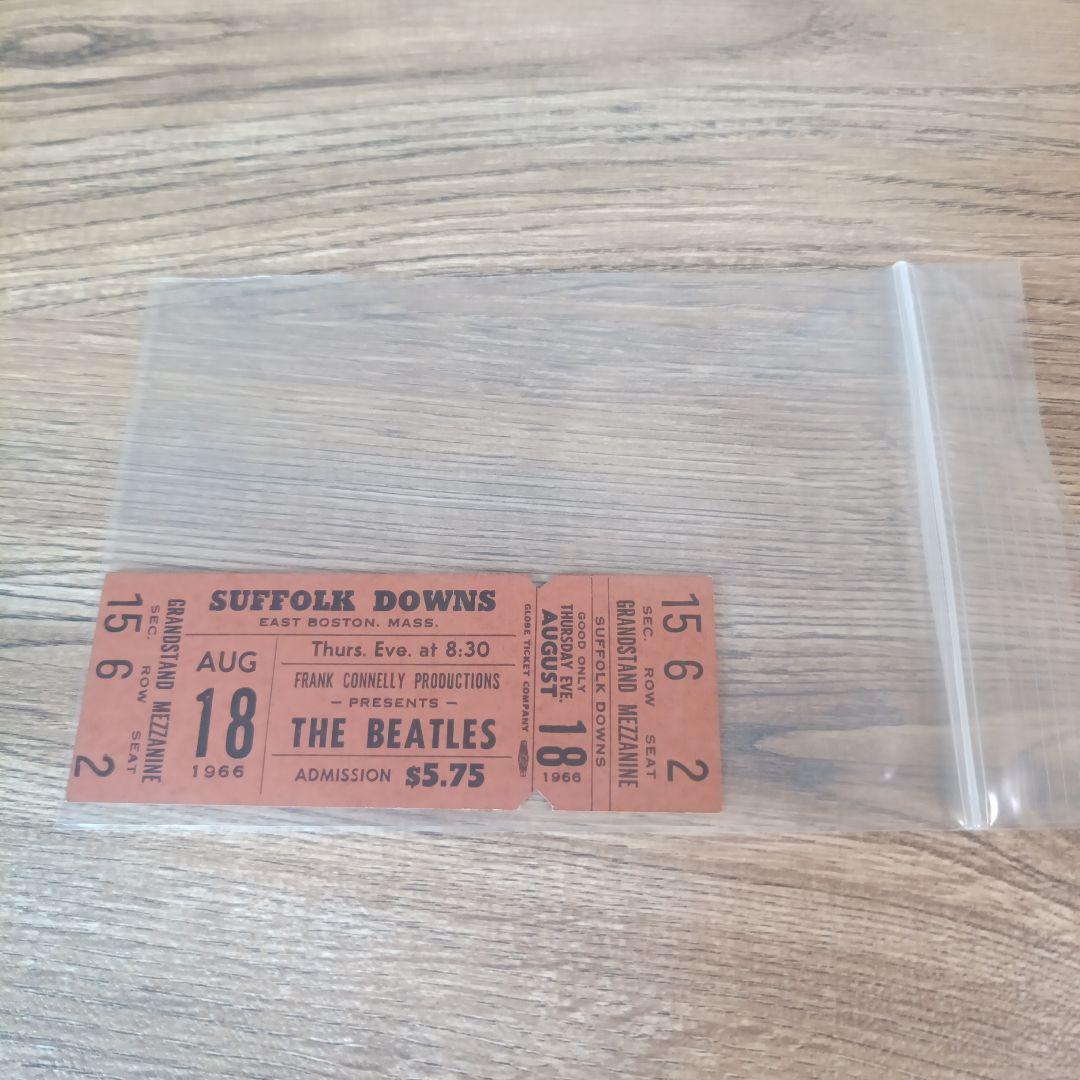 15 6 2
SEC. ROW SEAT
GRANDSTAND MEZZANINE
SUFFOLK DOWNS
EAST BOSTON. MASS.
AUG
18
1966
Thurs. Eve. at 8:30
FRANK CONNELLY PRODUCTIONS
– PRESENTS –
THE BEATLES
ADMISSION $5.75
GLOBE TICKET COMPANY
AUGUST 18
1966
THURSDAY EVE.
GOOD ONLY
SUFFOLK DOWNS
GRANDSTAND MEZZANINE
SEC. ROW SEAT
15 6 2